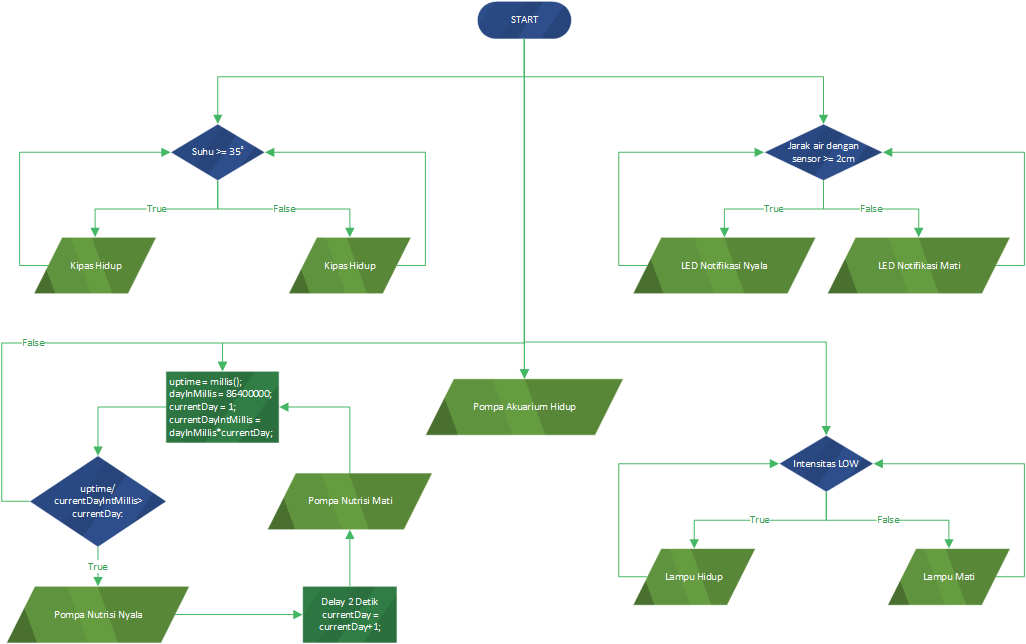 START
Suhu >= 35°
True
False
Kipas Hidup
Kipas Hidup
Jarak air dengan
sensor >= 2cm
True
False
LED Notifikasi Nyala
LED Notifikasi Mati
False
uptime = millis();
dayInMillis = 86400000;
currentDay = 1;
currentDayIntMillis =
dayInMillis*currentDay;
Pompa Akuarium Hidup
Intensitas LOW
True
False
Lampu Hidup
Lampu Mati
uptime/
currentDayIntMillis>
currentDay:
True
Pompa Nutrisi Nyala
Pompa Nutrisi Mati
Delay 2 Detik
currentDay =
currentDay+1;